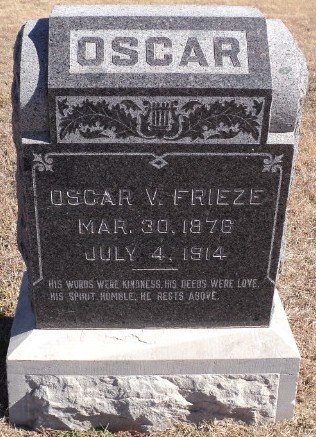 OSCAR
OSCAR V. FRIEZE
MAR. 30, 1876
JULY 4, 1914
HIS WORDS WERE KINDNESS, HIS DEEDS WERE LOVE,
HIS SPIRIT HUMBLE, HE RESTS ABOVE.